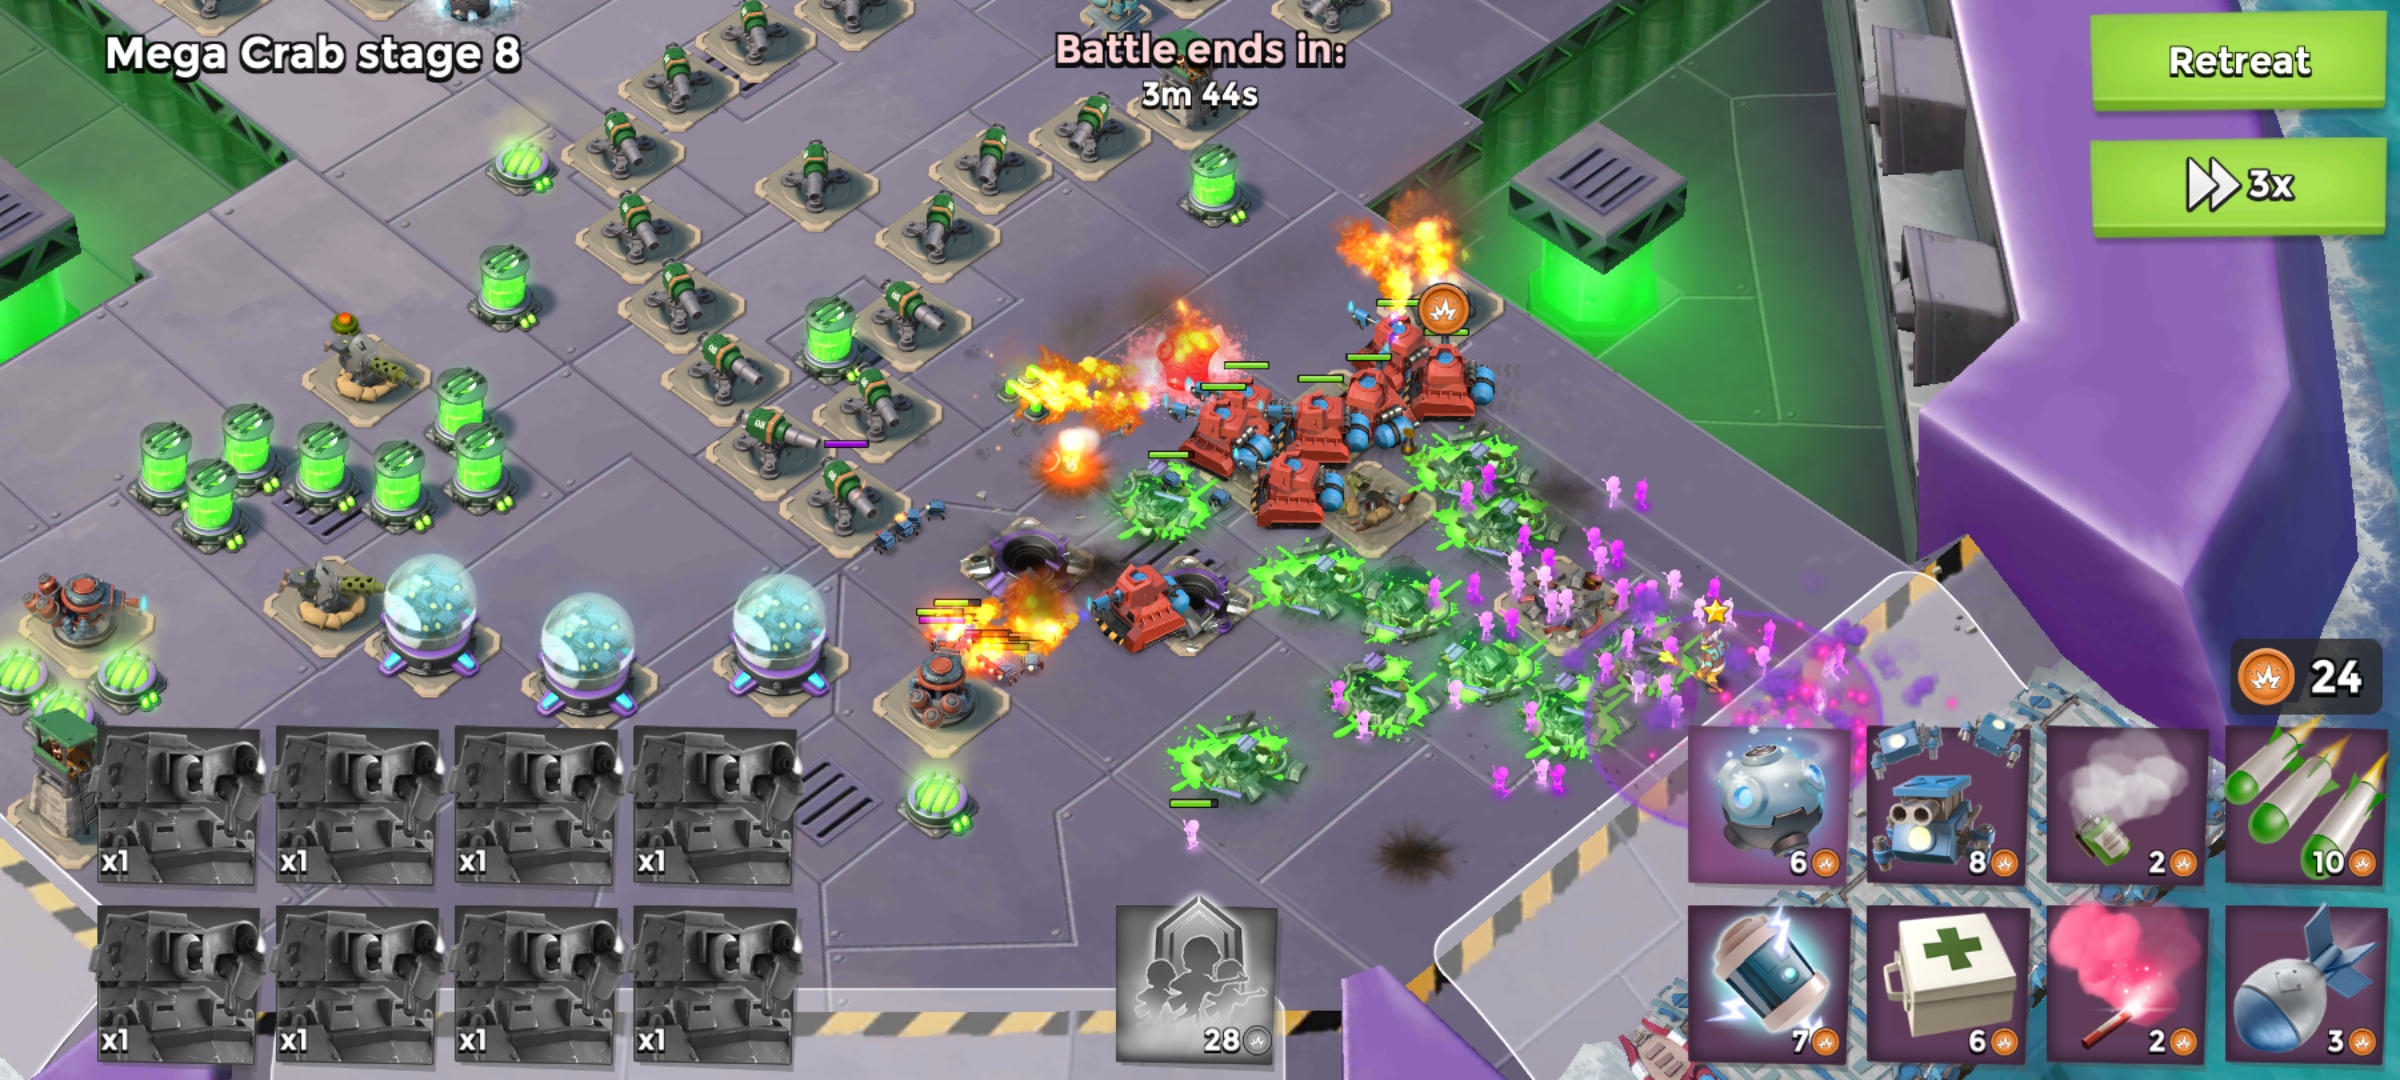 Mega Crab stage 8
Battle ends in:
3m 44s
Retreat
3x
24
6
8
2
10
x1
x1
x1
x1
x1
x1
x1
x1
28
7
6
2
3